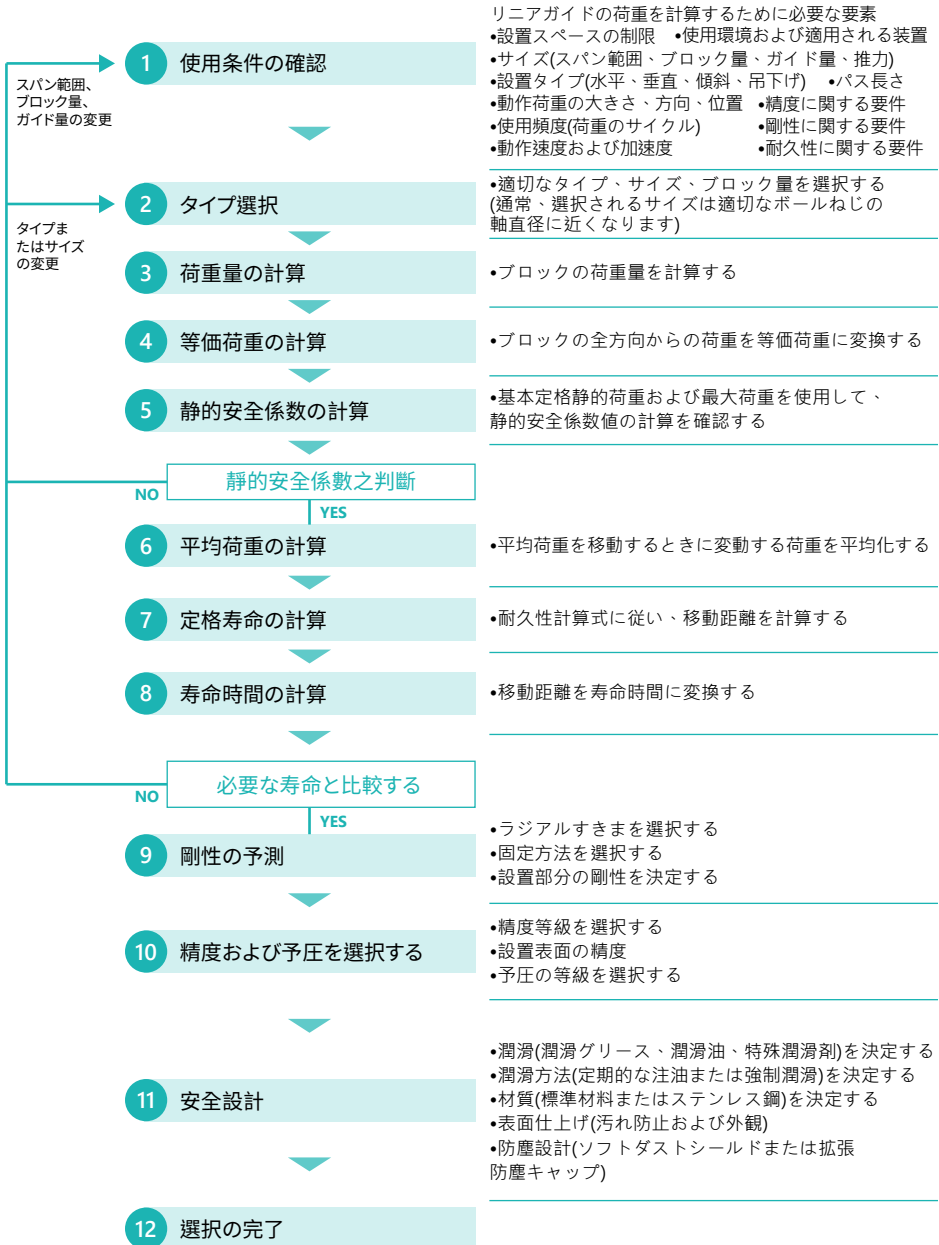 リニアガイドの荷重を計算するために必要な要素
•設置スペースの制限 •使用環境および適用される装置
1 使用条件の確認
•サイズ(スパン範囲、ブロック量、ガイド量、推力)
スパン範囲、
ブロック量、
ガイド量の変更
•設置タイプ(水平、垂直、傾斜、吊下げ) •パス長さ
•動作荷重の大きさ、方向、位置 •精度に関する要件
•使用頻度(荷重のサイクル) •剛性に関する要件
•動作速度および加速度 •耐久性に関する要件
2 タイプ選択
•適切なタイプ、サイズ、ブロック量を選択する
(通常、選択されるサイズは適切なボールねじの
軸直径に近くなります)
タイプま
たはサイズ
の変更
3 荷重量の計算
•ブロックの荷重量を計算する
4 等価荷重の計算
•ブロックの全方向からの荷重を等価荷重に変換する
5 静的安全係数の計算
•基本定格静的荷重および最大荷重を使用して、
静的安全係数値の計算を確認する
靜的安全係數之判斷
NO
YES
6 平均荷重の計算
•平均荷重を移動するときに変動する荷重を平均化する
7 定格寿命の計算
•耐久性計算式に従い、移動距離を計算する
8 寿命時間の計算
•移動距離を寿命時間に変換する
必要な寿命と比較する
NO
YES
9 剛性の予測
•ラジアルすきまを選択する
•固定方法を選択する
•設置部分の剛性を決定する
10 精度および予圧を選択する
•精度等級を選択する
•設置表面の精度
•予圧の等級を選択する
11 安全設計
•潤滑(潤滑グリース、潤滑油、特殊潤滑剤)を決定する
•潤滑方法(定期的な注油または強制潤滑)を決定する
•材質(標準材料またはステンレス鋼)を決定する
•表面仕上げ(汚れ防止および外観)
•防塵設計(ソフトダストシールドまたは拡張
防塵キャップ)
12 選択の完了